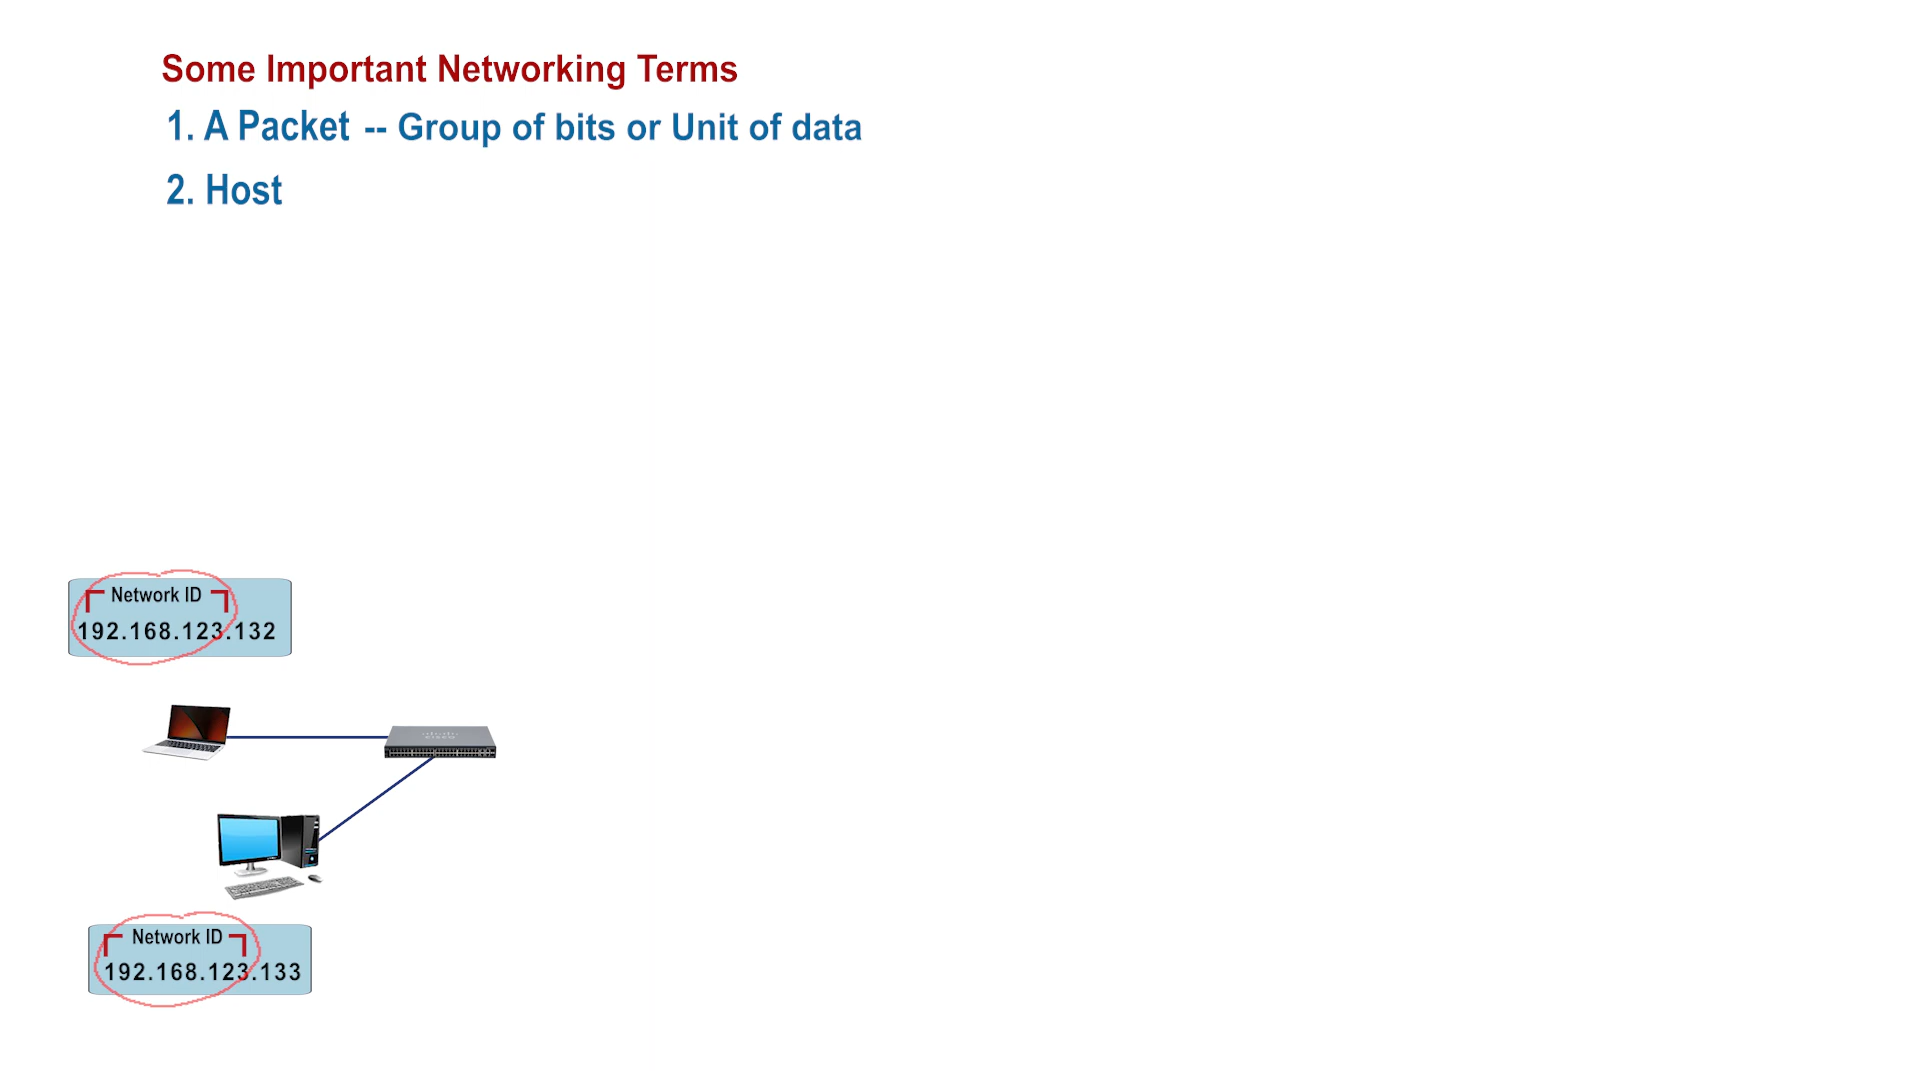 Some Important Networking Terms
1. A Packet -- Group of bits or Unit of data
2. Host
Network ID
192.168.123.132
Network ID
192.168.123.133